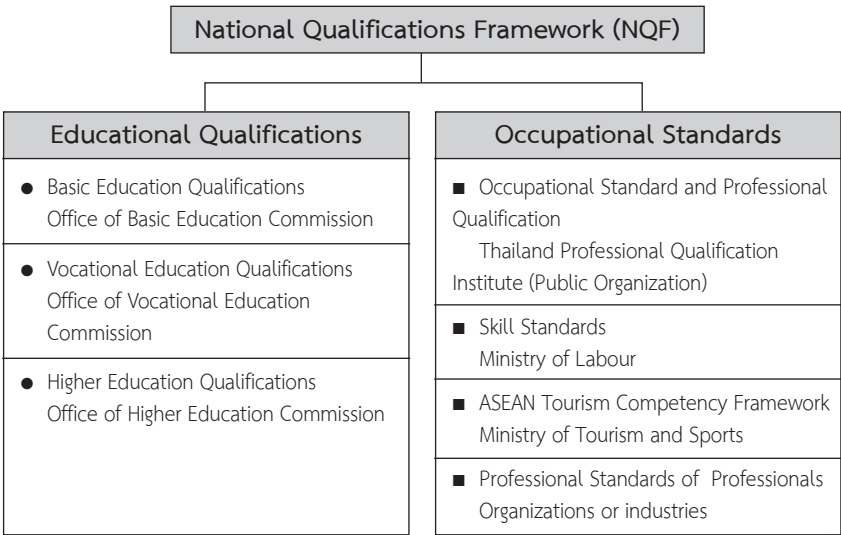 National Qualifications Framework (NQF)
Educational Qualifications
● Basic Education Qualifications
Office of Basic Education Commission
● Vocational Education Qualifications
Office of Vocational Education
Commission
● Higher Education Qualifications
Office of Higher Education Commission
Occupational Standards
■ Occupational Standard and Professional
Qualification
Thailand Professional Qualification
Institute (Public Organization)
■ Skill Standards
Ministry of Labour
■ ASEAN Tourism Competency Framework
Ministry of Tourism and Sports
■ Professional Standards of Professionals
Organizations or industries